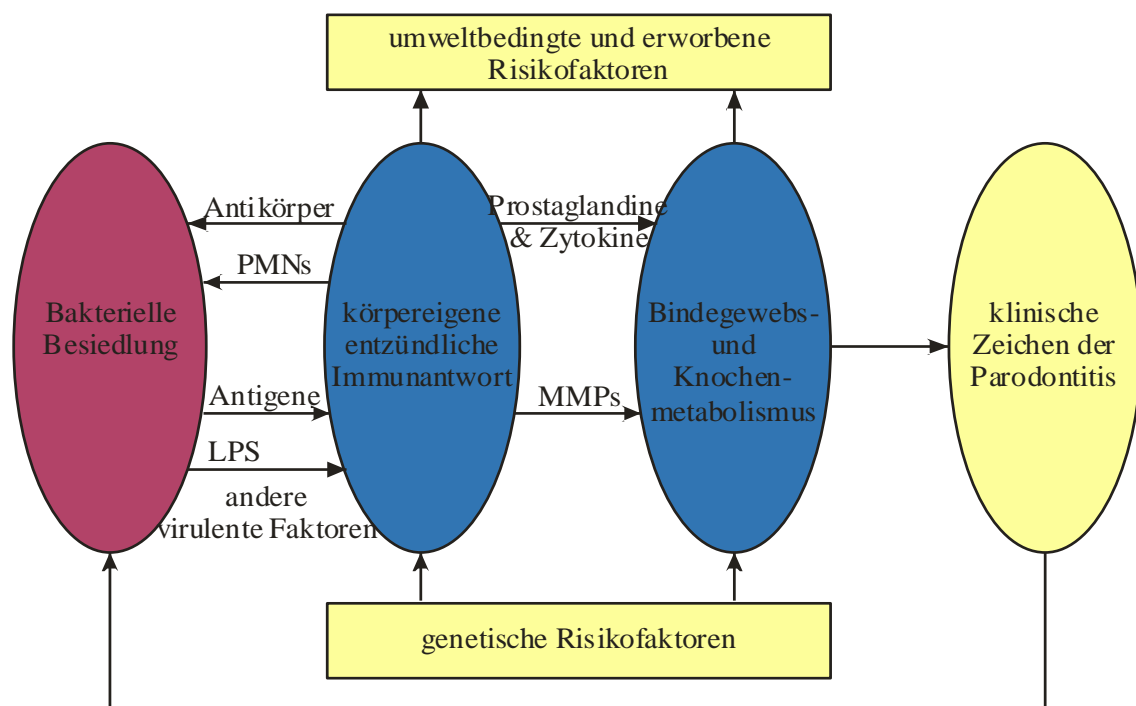 umweltbedingte und erworbene
Risikofaktoren
Antikörper
Prostaglandine
& Zytokine
PMNs
Bakterielle
Besiedlung
körpereigene
entzündliche
Immunantwort
Bindegewebs-
und
Knochen-
metabolismus
klinische
Zeichen der
Parodontitis
Antigene
MMPs
LPS
andere
virulente Faktoren
genetische Risikofaktoren